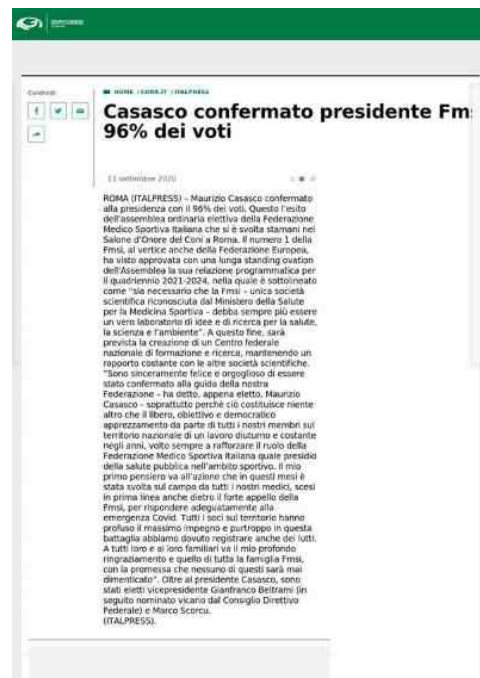 Condividi:
HOME / CORR.IT / ITALPRESS
Casasco confermato presidente Fm
96% dei voti
13 settembre 2020
ROMA (ITALPRESS) – Maurizio Casasco confermato
alla presidenza con il 96% dei voti. Questo l'esito
dell'assemblea ordinaria elettiva della Federazione
Medico Sportiva Italiana che si è svolta stamani nel
Salone d'Onore del Coni a Roma. Il numero 1 della
Fmsi, al vertice anche della Federazione Europea,
ha visto approvata con una lunga standing ovation
dell'Assemblea la sua relazione programmatica per
il quadriennio 2021-2024, nella quale è sottolineato
come "sia necessario che la Fmsi – unica società
scientifica riconosciuta dal Ministero della Salute
per la Medicina Sportiva – debba sempre più essere
un vero laboratorio di idee e di ricerca per la salute,
la scienza e l'ambiente". A questo fine, sarà
prevista la creazione di un Centro federale
nazionale di formazione e ricerca, mantenendo un
rapporto costante con le altre società scientifiche.
"Sono sinceramente felice e orgoglioso di essere
stato confermato alla guida della nostra
Federazione – ha detto, appena eletto, Maurizio
Casasco – soprattutto perchè ciò costituisce niente
altro che il libero, obiettivo e democratico
apprezzamento da parte di tutti i nostri membri sul
territorio nazionale di un lavoro diuturno e costante
negli anni, volto sempre a rafforzare il ruolo della
Federazione Medico Sportiva Italiana quale presidio
della salute pubblica nell'ambito sportivo. Il mio
primo pensiero va all'azione che in questi mesi è
stata svolta sul campo da tutti i nostri medici, scesi
in prima linea anche dietro il forte appello della
Fmsi, per rispondere adeguatamente alla
emergenza Covid. Tutti i soci sul territorio hanno
profuso il massimo impegno e purtroppo in questa
battaglia abbiamo dovuto registrare anche dei lutti.
A tutti loro e ai loro familiari va il mio profondo
ringraziamento e quello di tutta la famiglia Fmsi,
con la promessa che nessuno di questi sarà mai
dimenticato". Oltre al presidente Casasco, sono
stati eletti vicepresidente Gianfranco Beltrami (in
seguito nominato vicario dal Consiglio Direttivo
Federale) e Marco Scorcu.
(ITALPRESS).